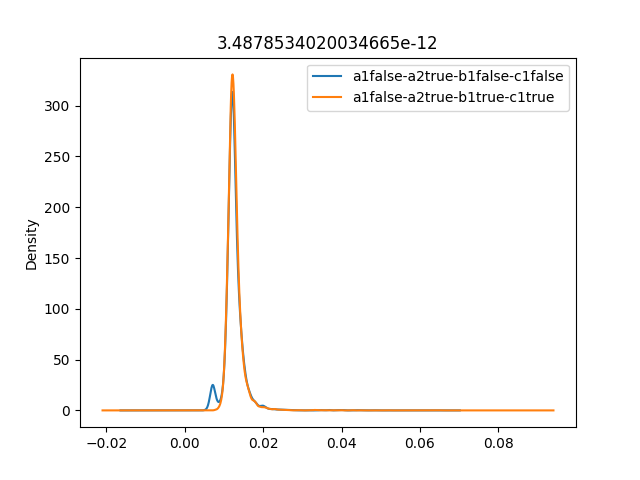 3.4878534020034665e-12
a1false-a2true-b1false-c1false
a1false-a2true-b1true-c1true
Density
300
250
200
150
100
50
0
−0.02 0.00 0.02 0.04 0.06 0.08